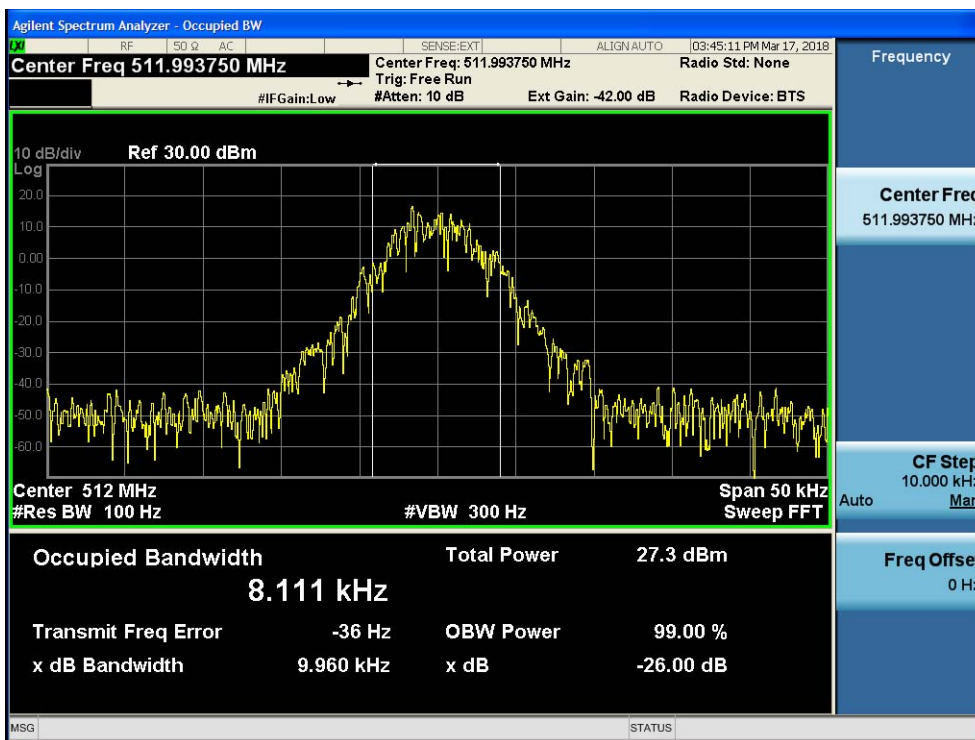 Agilent Spectrum Analyzer - Occupied BW
LXI RF 50 Ω AC SENSE:EXT ALIGN AUTO 03:45:11 PM Mar 17, 2018
Center Freq 511.993750 MHz
Center Freq: 511.993750 MHz
Radio Std: None
Trig: Free Run
#IFGain:Low
#Atten: 10 dB
Ext Gain: -42.00 dB
Radio Device: BTS
10 dB/div
Ref 30.00 dBm
Log
20.0
10.0
0.00
-10.0
-20.0
-30.0
-40.0
-50.0
-60.0
Center 512 MHz
Span 50 kHz
#Res BW 100 Hz
#VBW 300 Hz
Sweep FFT
Occupied Bandwidth
8.111 kHz
Total Power 27.3 dBm
Transmit Freq Error -36 Hz
OBW Power 99.00 %
x dB Bandwidth 9.960 kHz
x dB -26.00 dB
Frequency
Center Freq
511.993750 MHz
CF Step
10.000 kHz
Auto Man
Freq Offse
0 Hz
MSG
STATUS